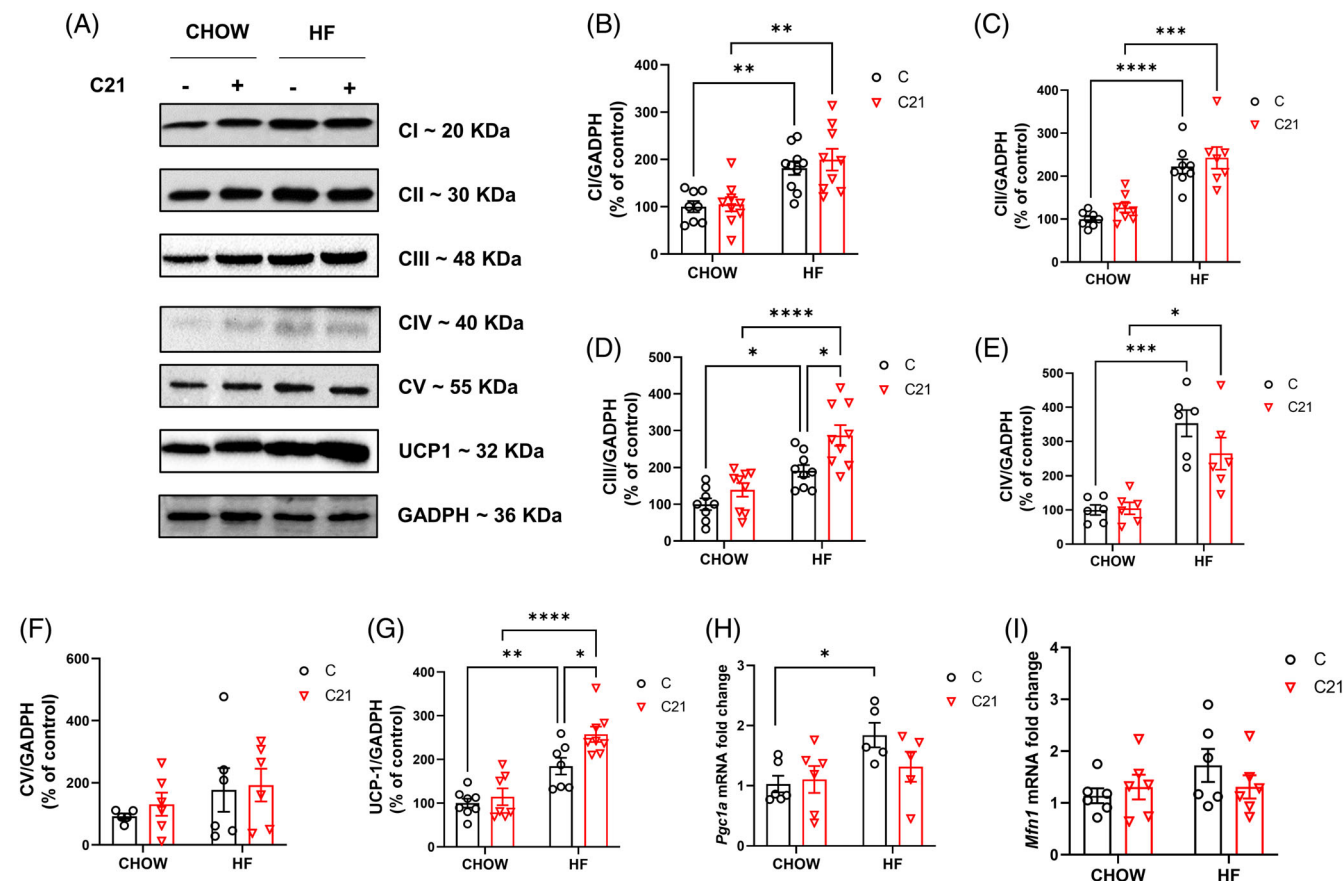 (A)
CHOW HF
C21 - + - +
CI ~ 20 KDa
CII ~ 30 KDa
CIII ~ 48 KDa
CIV ~ 40 KDa
CV ~ 55 KDa
UCP1 ~ 32 KDa
GADPH ~ 36 KDa
(B)
**
**
C
C21
CI/GADPH
(% of control)
400
300
200
100
0
CHOW HF
(C)
***
****
C
C21
CII/GADPH
(% of control)
400
300
200
100
0
CHOW HF
(D)
****
* *
C
C21
CIII/GADPH
(% of control)
500
400
300
200
100
0
CHOW HF
(E)
*
***
C
C21
CIV/GADPH
(% of control)
500
400
300
200
100
0
CHOW HF
(F)
C
C21
CV/GADPH
(% of control)
600
400
200
0
CHOW HF
(G)
****
** *
C
C21
UCP-1/GADPH
(% of control)
400
300
200
100
0
CHOW HF
(H)
*
C
C21
Pgc1a mRNA fold change
3
2
1
0
CHOW HF
(I)
C
C21
Mfn1 mRNA fold change
4
3
2
1
0
CHOW HF